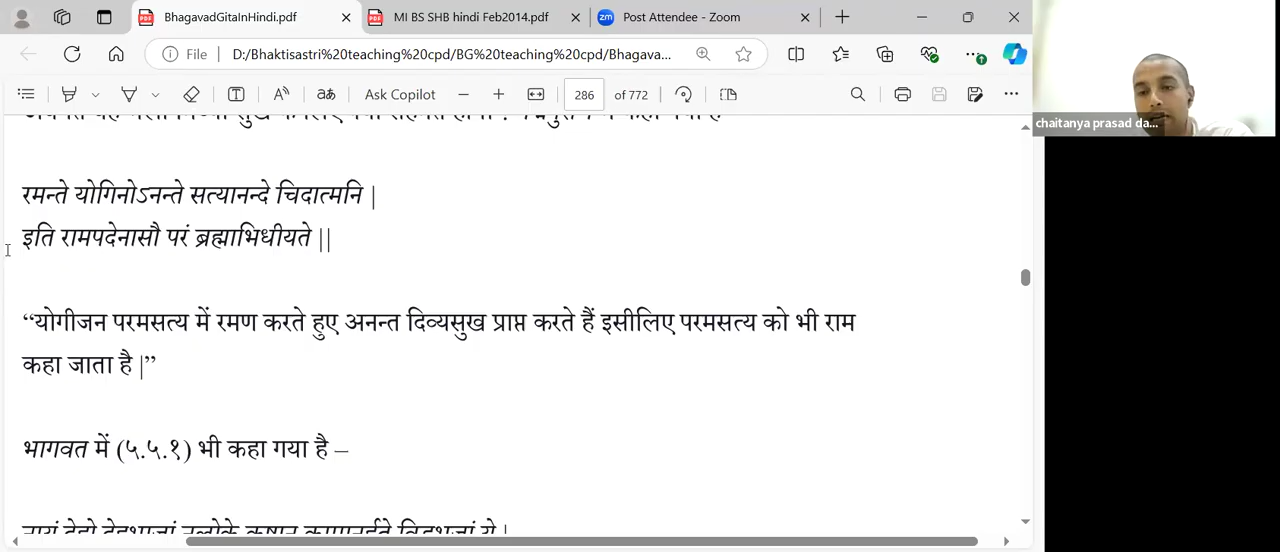 BhagavadGitaInHindi.pdf
MI BS SHB hindi Feb2014.pdf
Post Attendee - Zoom
File
D:/Bhaktisastri%20teaching%20cpd/BG%20teaching%20cpd/Bhagava...
Ask Copilot
286 of 772
chaitanya prasad da...
रमन्ते योगिनोऽनन्ते सत्यानन्दे चिदात्मनि |
इति रामपदेनासौ परं ब्रह्माभिधीयते ||
“योगीजन परमसत्य में रमण करते हुए अनन्त दिव्यसुख प्राप्त करते हैं इसीलिए परमसत्य को भी राम
कहा जाता है |”
भागवत में (५.५.१) भी कहा गया है –